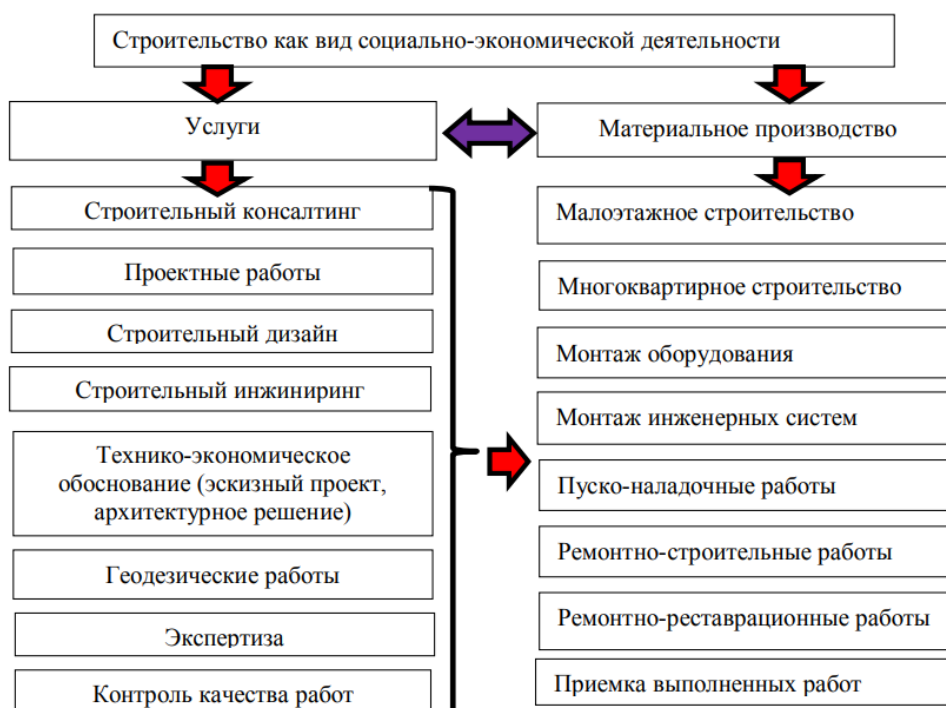 Строительство как вид социально-экономической деятельности
Услуги
Материальное производство
Строительный консалтинг
Проектные работы
Строительный дизайн
Строительный инжиниринг
Технико-экономическое
обоснование (эскизный проект,
архитектурное решение)
Геодезические работы
Экспертиза
Контроль качества работ
Малоэтажное строительство
Многоквартирное строительство
Монтаж оборудования
Монтаж инженерных систем
Пуско-наладочные работы
Ремонтно-строительные работы
Ремонтно-реставрационные работы
Приемка выполненных работ